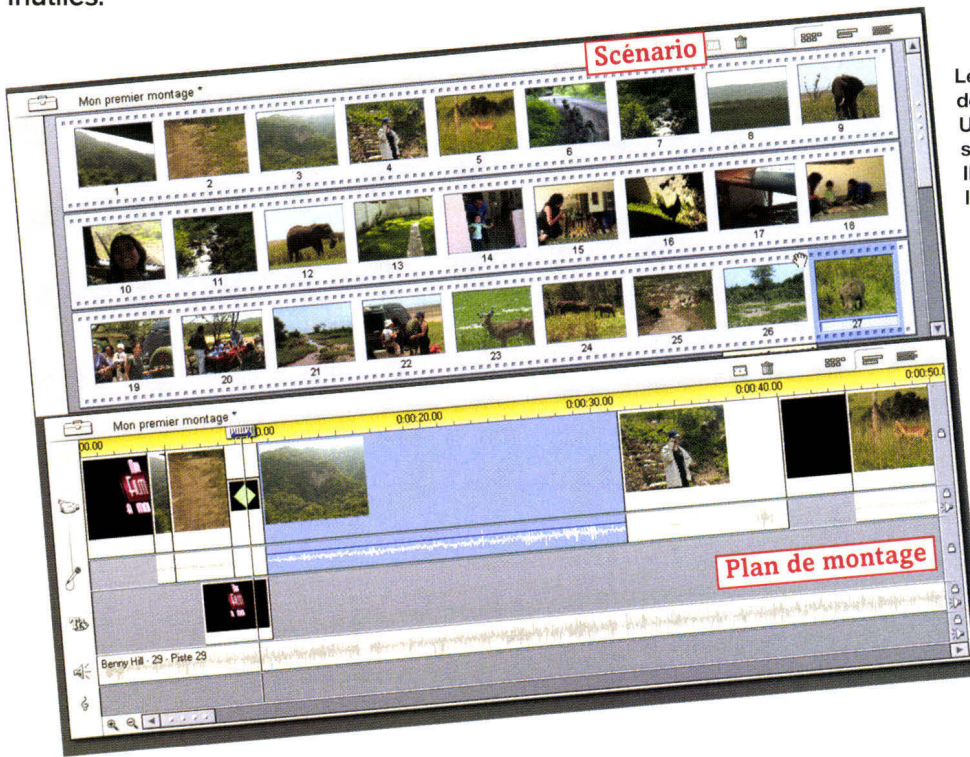 inutiles.
Scénario
Mon premier montage *
1 2 3 4 5 6 7 8 9
10 11 12 13 14 15 16 17 18
19 20 21 22 23 24 25 26 27
Mon premier montage *
00.00 0:00:20.00 0:00:30.00 0:00:40.00 0:00:50.
Plan de montage
Benny Hill - 29 - Piste 29